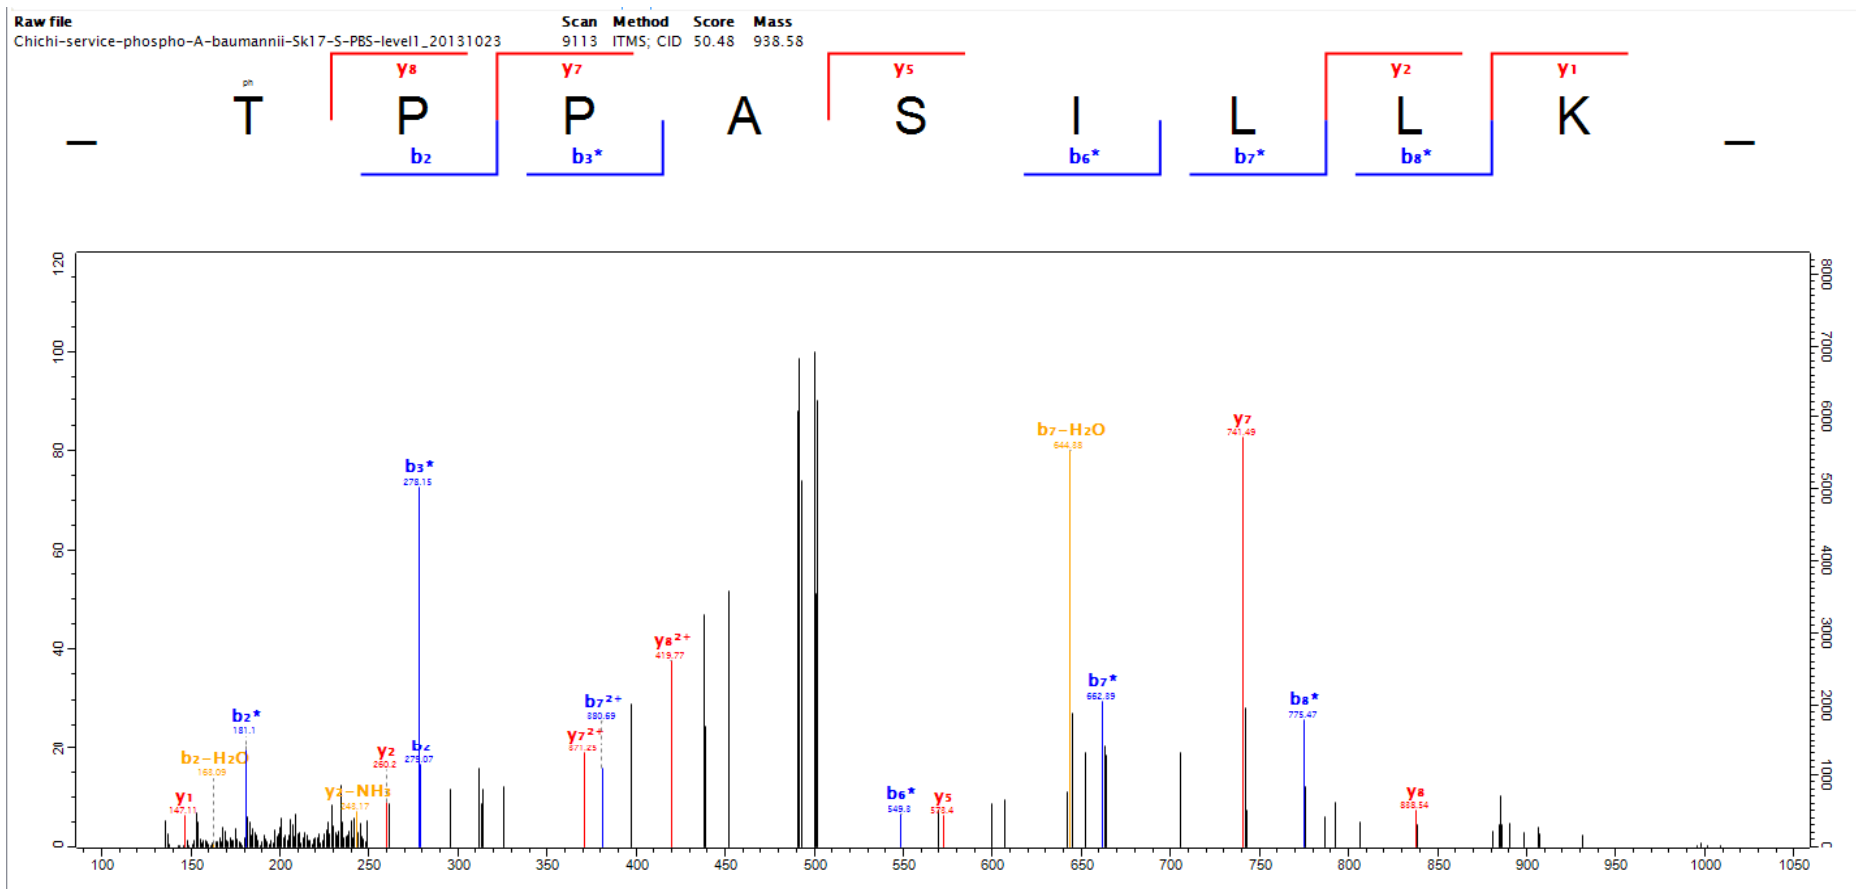 Raw file Scan Method Score Mass
Chichi-service-phospho-A-baumannii-Sk17-S-PBS-level1_20131023 9113 ITMS; CID 50.48 938.58
y8 y7 y5 y2 y1
ph
_ T P P A S I L L K _
b2 b3* b6* b7* b8*
120
100
80
60
40
20
0
8000
7000
6000
5000
4000
3000
2000
1000
0
y7
741.49
b7-H2O
644.88
b3*
278.15
y8²⁺
419.77
b7*
662.89
b7²⁺
b8*
775.47
b2*
181.1
y7²⁺
y2
260.2
b2
279.07
b2-H2O
163.09
y2-NH3
243.17
y1
147.11
b6*
549.3
y5
573.4
y8
838.54
100 150 200 250 300 350 400 450 500 550 600 650 700 750 800 850 900 950 1000 1050